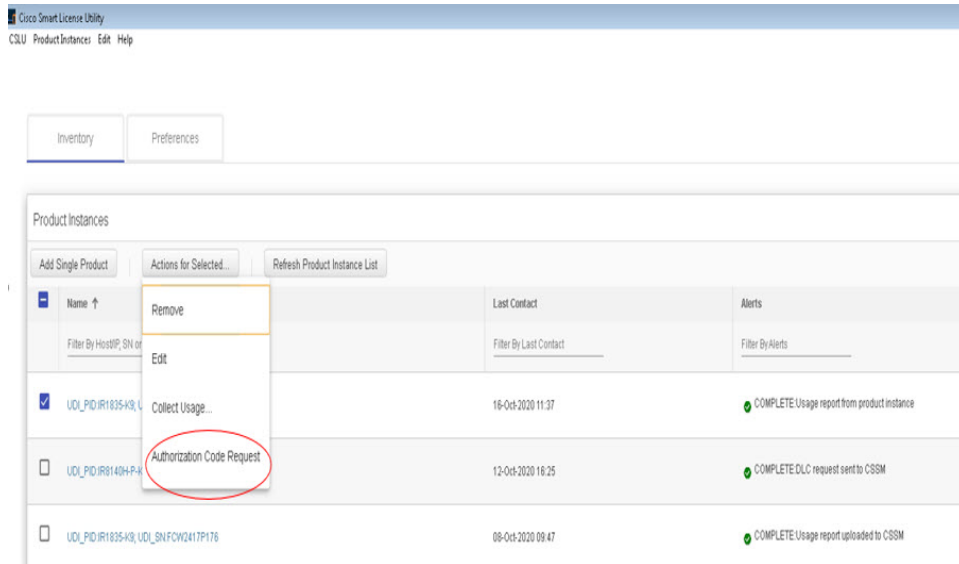 Cisco Smart License Utility
CSLU Product Instances Edit Help
Inventory Preferences
Product Instances
Add Single Product Actions for Selected... Refresh Product Instance List
Name ↑ Last Contact Alerts
Remove
Filter By Host/IP, SN or Filter By Last Contact Filter By Alerts
Edit
UDI_PID:IR1835-K9; U 16-Oct-2020 11:37 COMPLETE:Usage report from product instance
Collect Usage...
Authorization Code Request
UDI_PID:IR8140H-P-K 12-Oct-2020 16:25 COMPLETE:DLC request sent to CSSM
UDI_PID:IR1835-K9; UDI_SN:FCW2417P176 08-Oct-2020 09:47 COMPLETE:Usage report uploaded to CSSM